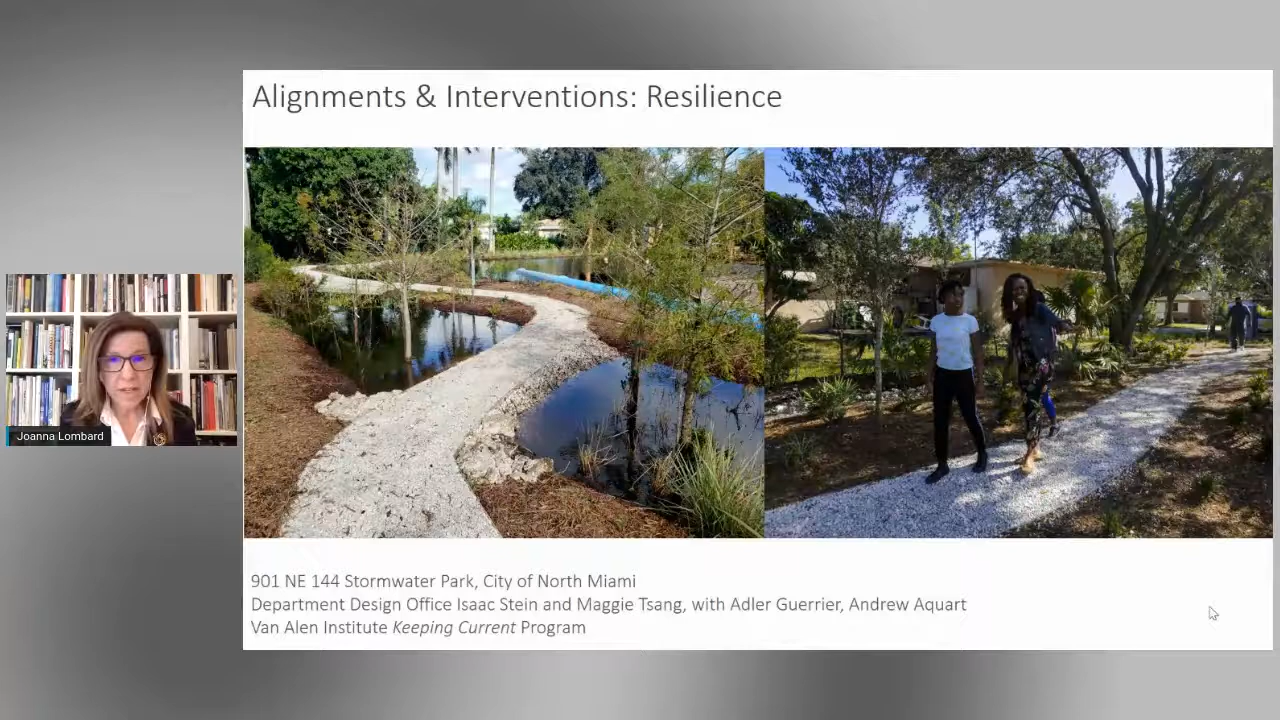 Alignments & Interventions: Resilience
Joanna Lombard
901 NE 144 Stormwater Park, City of North Miami
Department Design Office Isaac Stein and Maggie Tsang, with Adler Guerrier, Andrew Aquart
Van Alen Institute Keeping Current Program